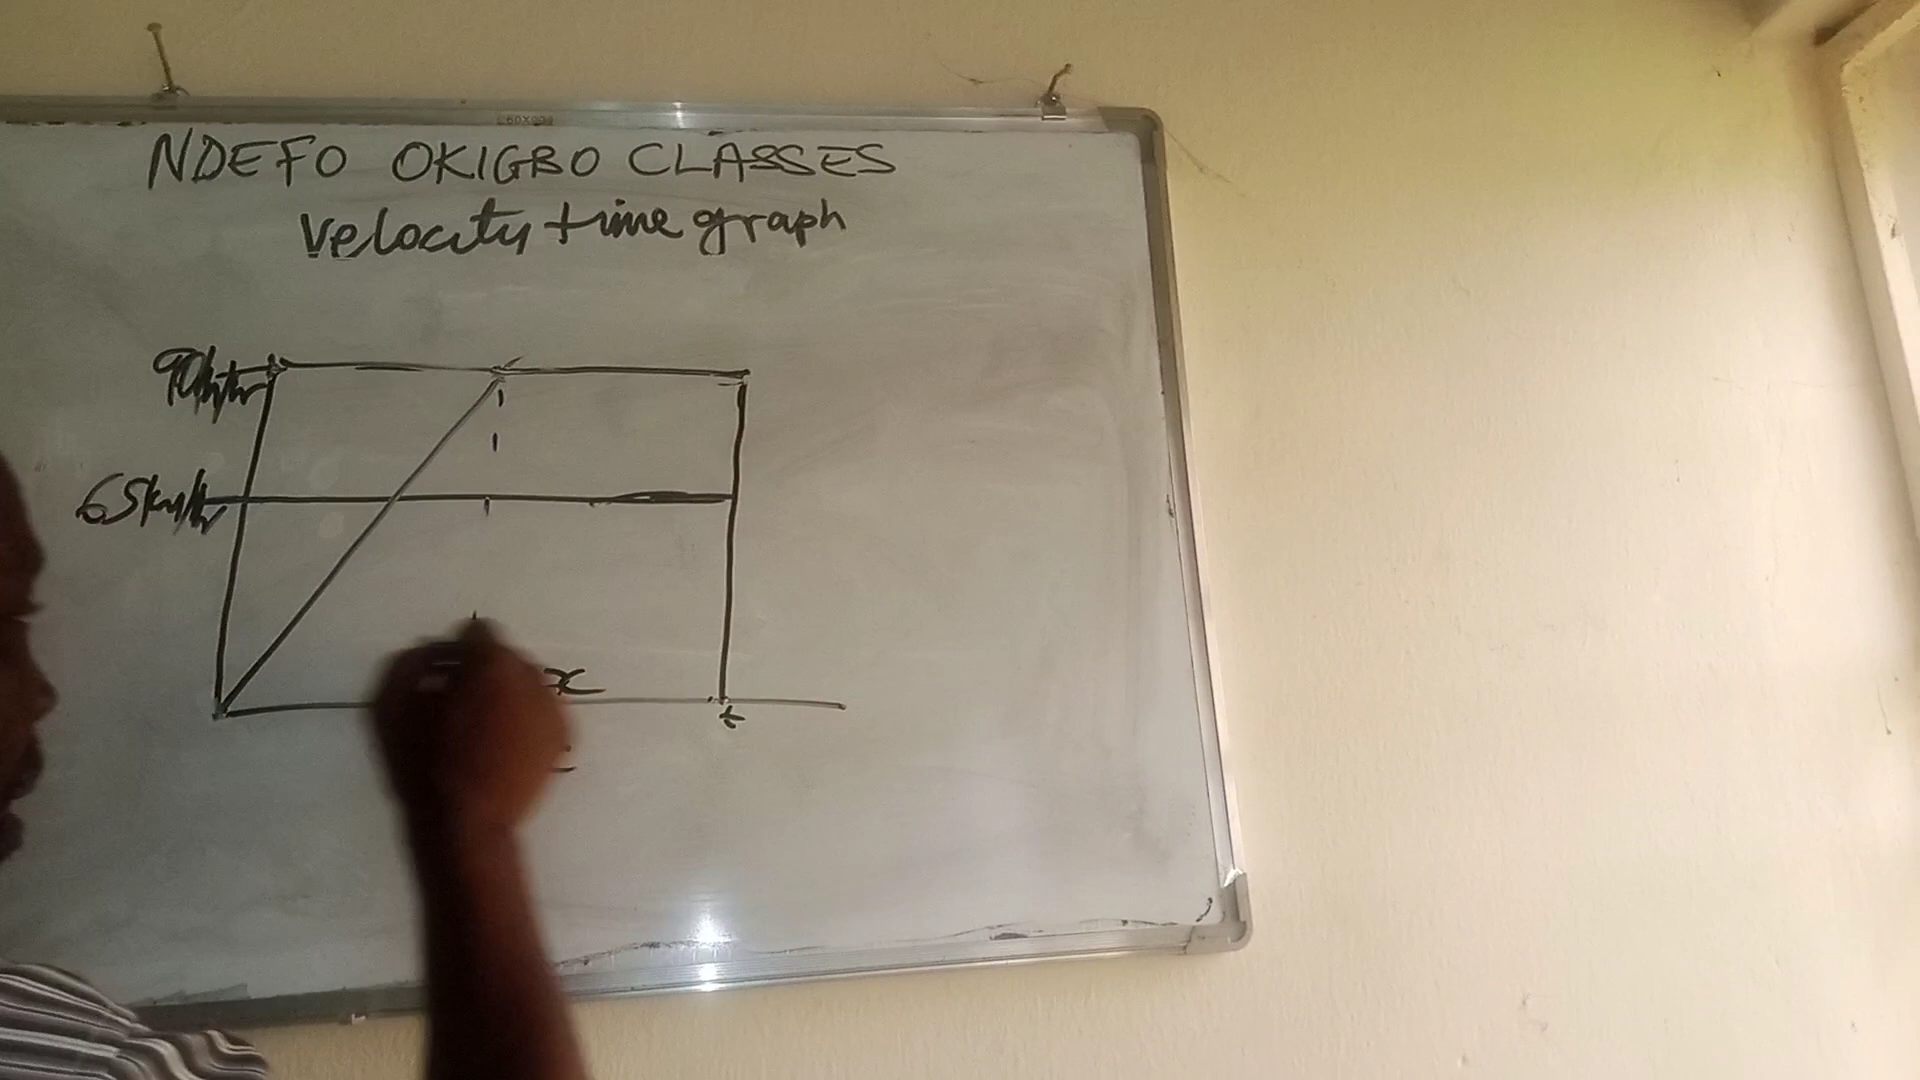 NDEFO OKIGBO CLASSES
Velocity time graph
90km/hr
65km/hr
x
t